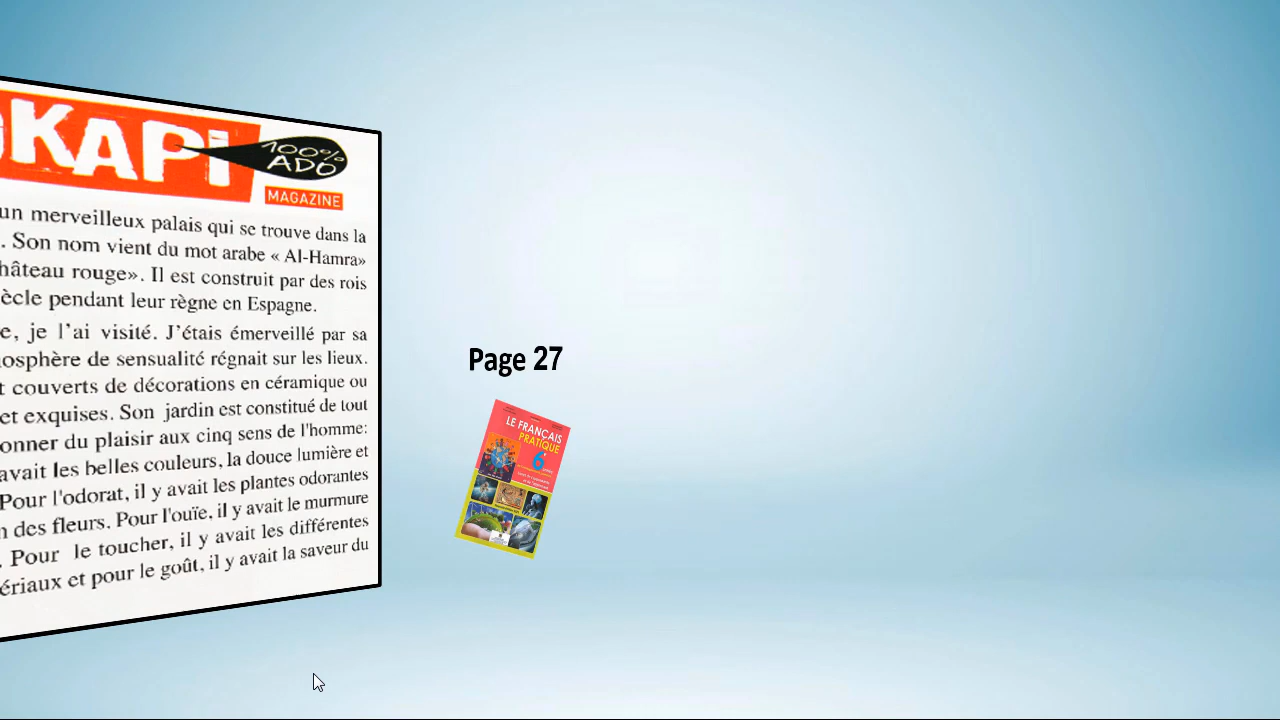 OKAPI
100%
ADO
MAGAZINE
un merveilleux palais qui se trouve dans la
. Son nom vient du mot arabe « Al-Hamra»
hâteau rouge». Il est construit par des rois
ècle pendant leur règne en Espagne.
e, je l'ai visité. J'étais émerveillé par sa
osphère de sensualité régnait sur les lieux.
t couverts de décorations en céramique ou
et exquises. Son jardin est constitué de tout
onner du plaisir aux cinq sens de l'homme:
avait les belles couleurs, la douce lumière et
Pour l'odorat, il y avait les plantes odorantes
n des fleurs. Pour l'ouïe, il y avait le murmure
. Pour le toucher, il y avait les différentes
ériaux et pour le goût, il y avait la saveur du
Page 27
LE FRANÇAIS
PRATIQUE
6